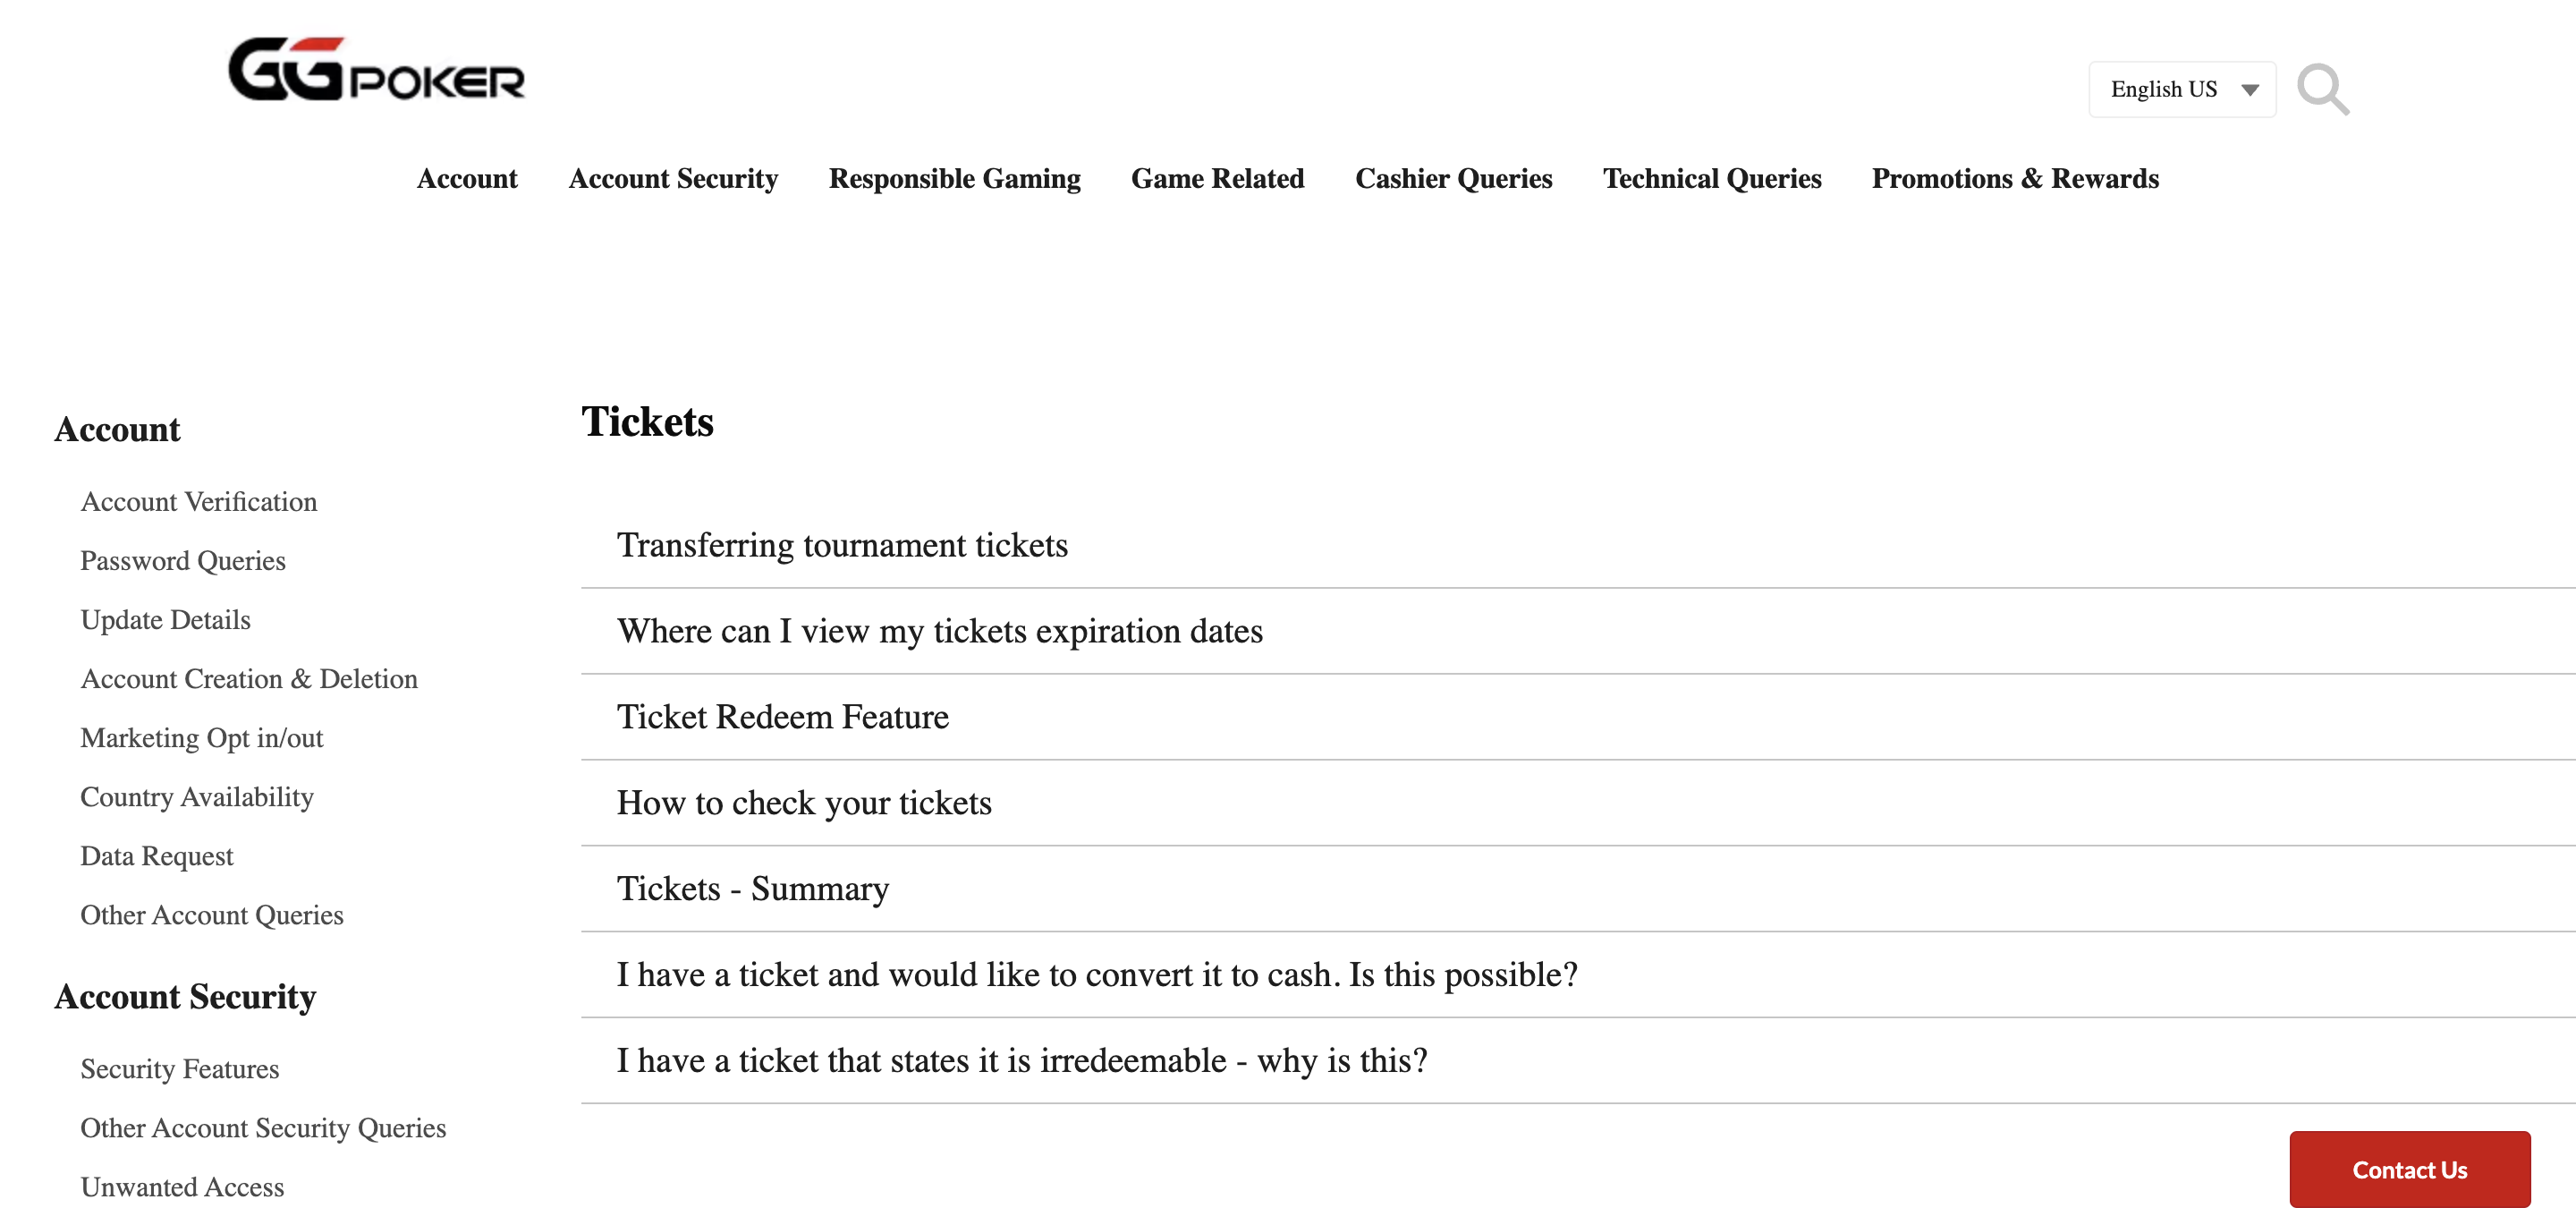 GGPOKER
English US
Account
Account Security
Responsible Gaming
Game Related
Cashier Queries
Technical Queries
Promotions & Rewards
Account
Account Verification
Password Queries
Update Details
Account Creation & Deletion
Marketing Opt in/out
Country Availability
Data Request
Other Account Queries
Account Security
Security Features
Other Account Security Queries
Unwanted Access
Tickets
Transferring tournament tickets
Where can I view my tickets expiration dates
Ticket Redeem Feature
How to check your tickets
Tickets - Summary
I have a ticket and would like to convert it to cash. Is this possible?
I have a ticket that states it is irredeemable - why is this?
Contact Us